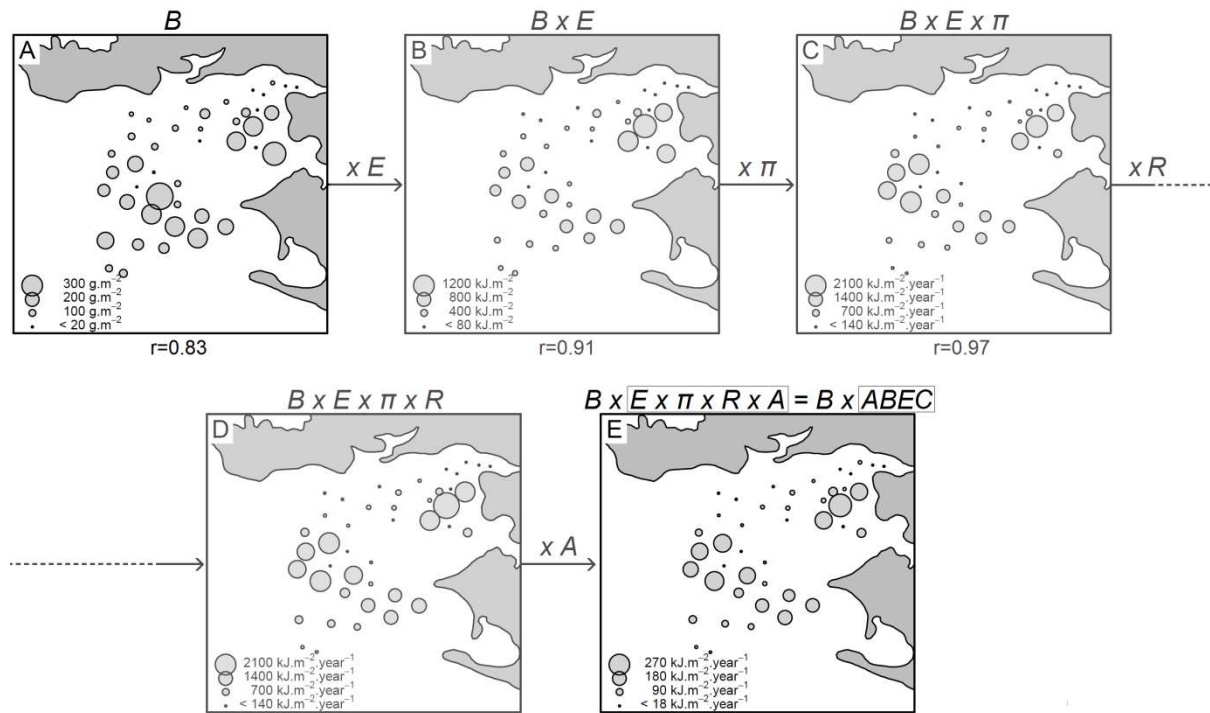 B
A
300 g.m⁻²
200 g.m⁻²
100 g.m⁻²
< 20 g.m⁻²
r=0.83
x E
B x E
B
1200 kJ.m⁻²
800 kJ.m⁻²
400 kJ.m⁻²
< 80 kJ.m⁻²
r=0.91
x π
B x E x π
C
2100 kJ.m⁻².year⁻¹
1400 kJ.m⁻².year⁻¹
700 kJ.m⁻².year⁻¹
< 140 kJ.m⁻².year⁻¹
r=0.97
x R
B x E x π x R
D
2100 kJ.m⁻².year⁻¹
1400 kJ.m⁻².year⁻¹
700 kJ.m⁻².year⁻¹
< 140 kJ.m⁻².year⁻¹
x A
B x E x π x R x A = B x ABEC
E
270 kJ.m⁻².year⁻¹
180 kJ.m⁻².year⁻¹
90 kJ.m⁻².year⁻¹
< 18 kJ.m⁻².year⁻¹